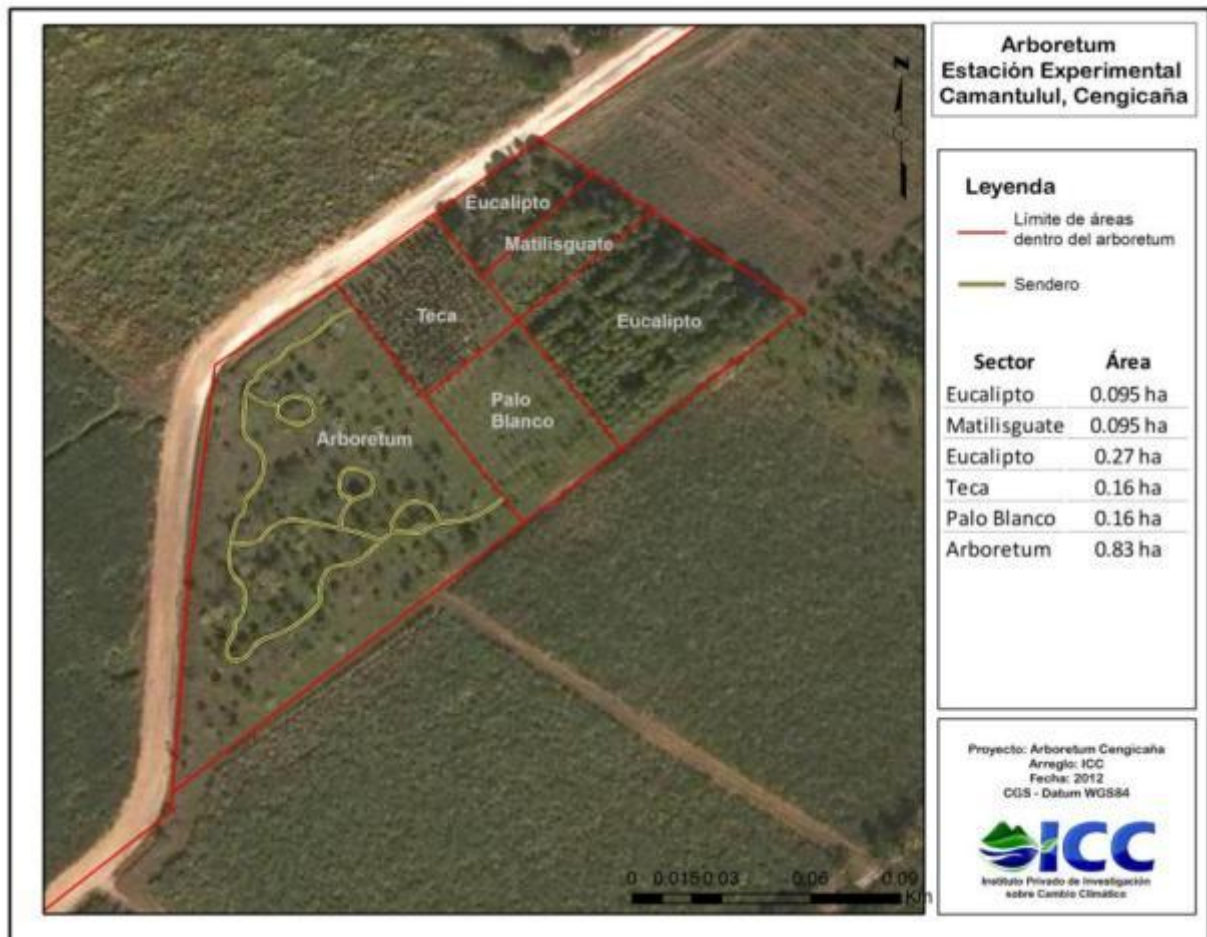 Arboretum
Estación Experimental
Camantulul, Cengicaña
z
Eucalipto
Matilisguate
Teca
Eucalipto
Palo
Blanco
Arboretum
0 0.015 0.03 0.06 0.09
Km
Leyenda
Límite de áreas
dentro del arboretum
Sendero
Sector Área
Eucalipto 0.095 ha
Matilisguate 0.095 ha
Eucalipto 0.27 ha
Teca 0.16 ha
Palo Blanco 0.16 ha
Arboretum 0.83 ha
Proyecto: Arboretum Cengicaña
Arreglo: ICC
Fecha: 2012
CGS - Datum WGS84
ICC
Instituto Privado de Investigación
sobre Cambio Climático